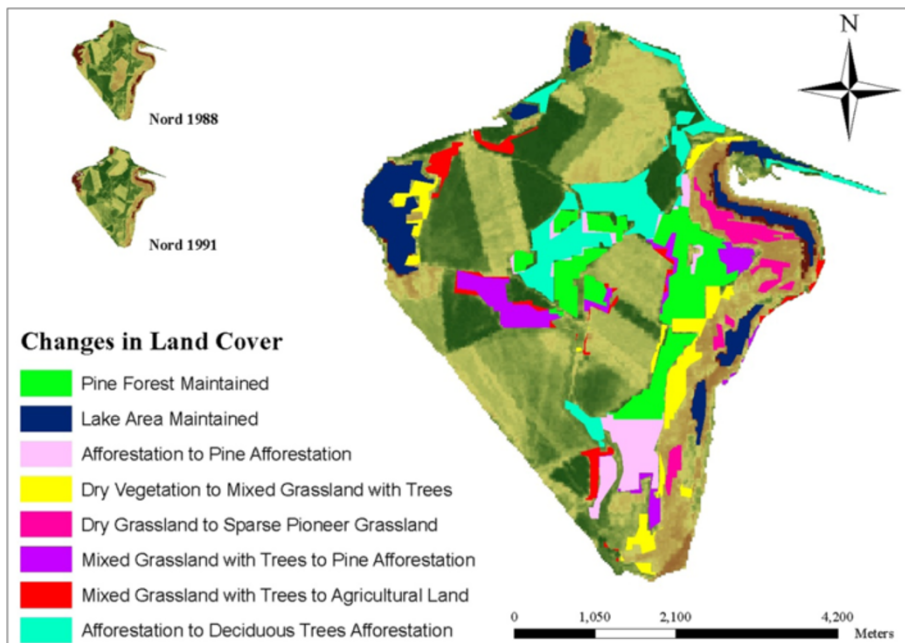 N
Nord 1988
Nord 1991
Changes in Land Cover
Pine Forest Maintained
Lake Area Maintained
Afforestation to Pine Afforestation
Dry Vegetation to Mixed Grassland with Trees
Dry Grassland to Sparse Pioneer Grassland
Mixed Grassland with Trees to Pine Afforestation
Mixed Grassland with Trees to Agricultural Land
Afforestation to Deciduous Trees Afforestation
0 1,050 2,100 4,200
Meters